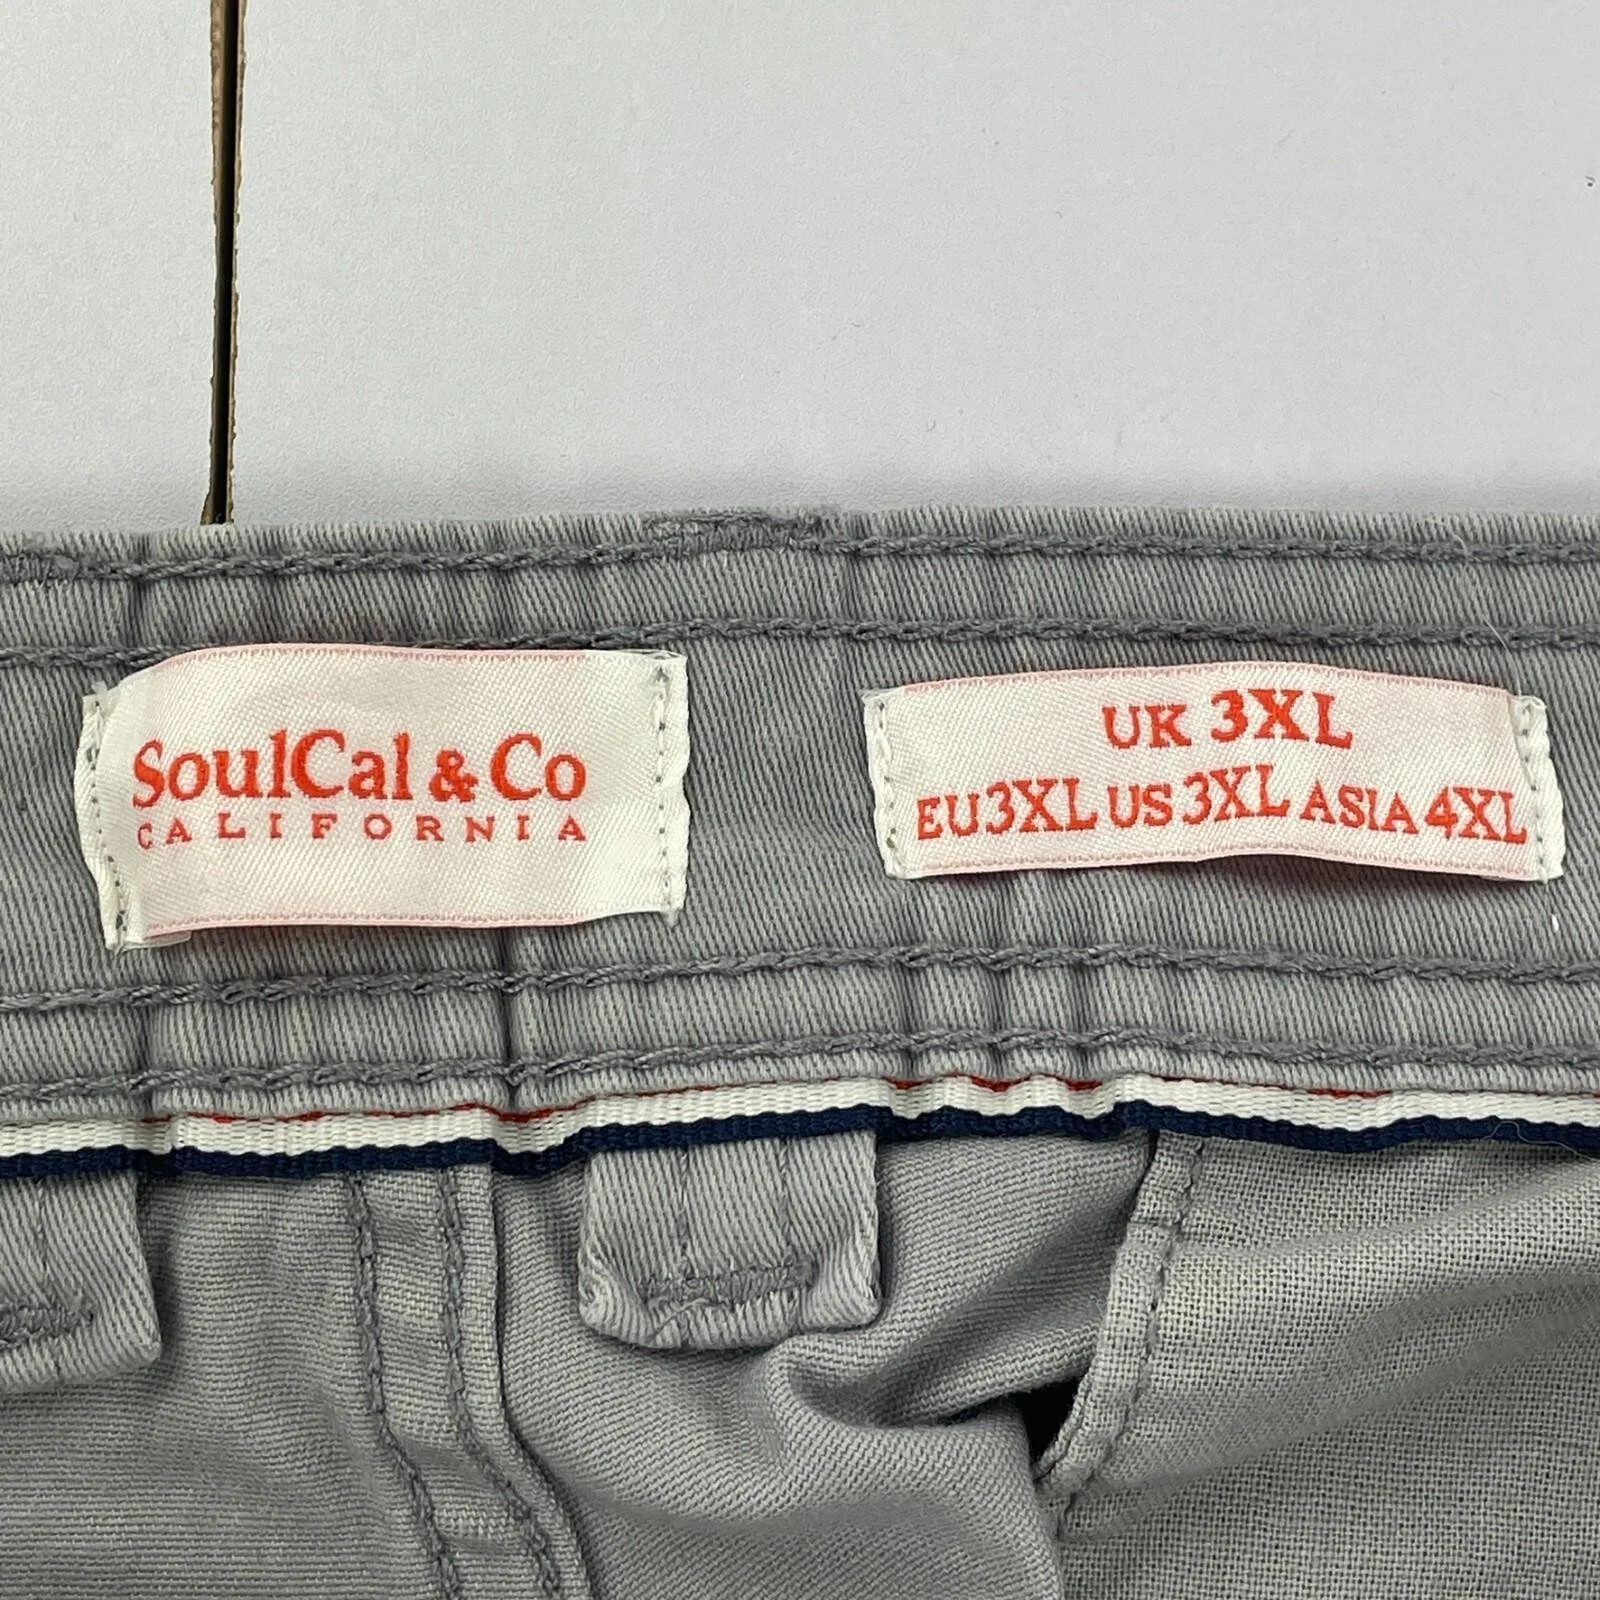 SoulCal & Co
CALIFORNIA
UK 3XL
EU3XL US 3XL ASIA 4XL